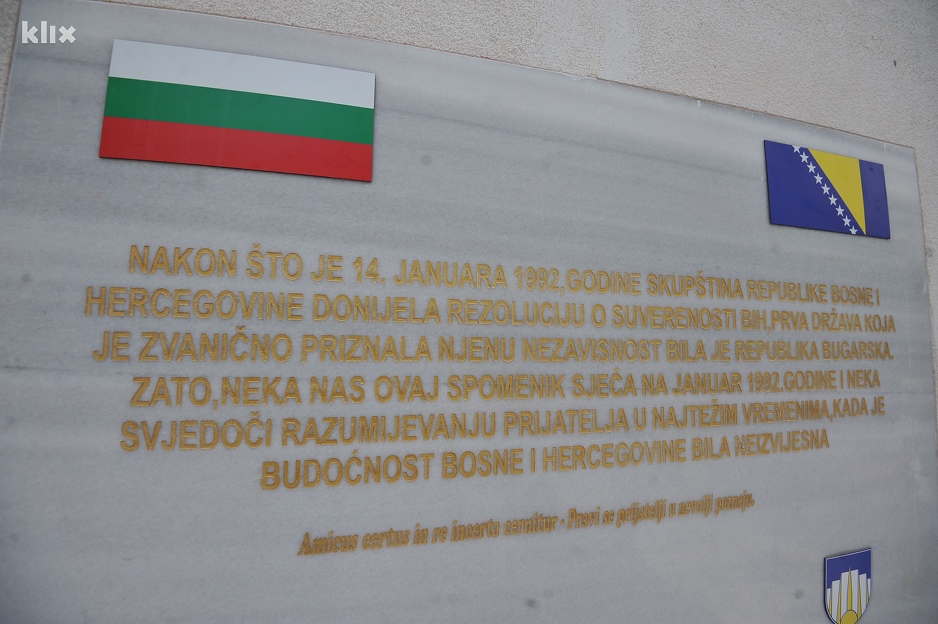 klix
NAKON ŠTO JE 14. JANUARA 1992.GODINE SKUPŠTINA REPUBLIKE BOSNE I
HERCEGOVINE DONIJELA REZOLUCIJU O SUVERENOSTI BIH,PRVA DRŽAVA KOJA
JE ZVANIČNO PRIZNALA NJENU NEZAVISNOST BILA JE REPUBLIKA BUGARSKA.
ZATO,NEKA NAS OVAJ SPOMENIK SJEĆA NA JANUAR 1992.GODINE I NEKA
SVJEDOČI RAZUMIJEVANJU PRIJATELJA U NAJTEŽIM VREMENIMA,KADA JE
BUDOĆNOST BOSNE I HERCEGOVINE BILA NEIZVIJESNA
Amicus certus in re incerta cernitur - Pravi se prijatelji u nevolji poznaju.